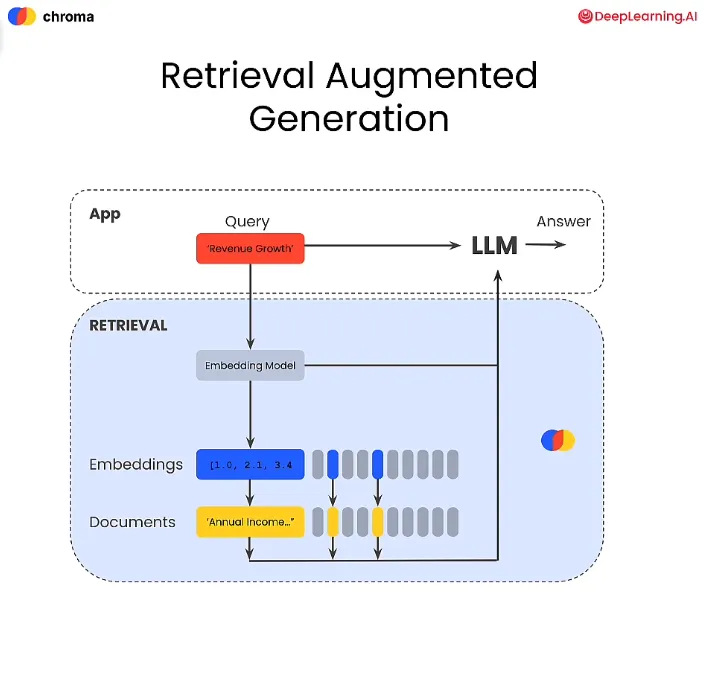 chroma
DeepLearning.AI
Retrieval Augmented
Generation
App
Query
Answer
'Revenue Growth'
LLM
RETRIEVAL
Embedding Model
Embeddings
[1.0, 2.1, 3.4
Documents
'Annual Income…"